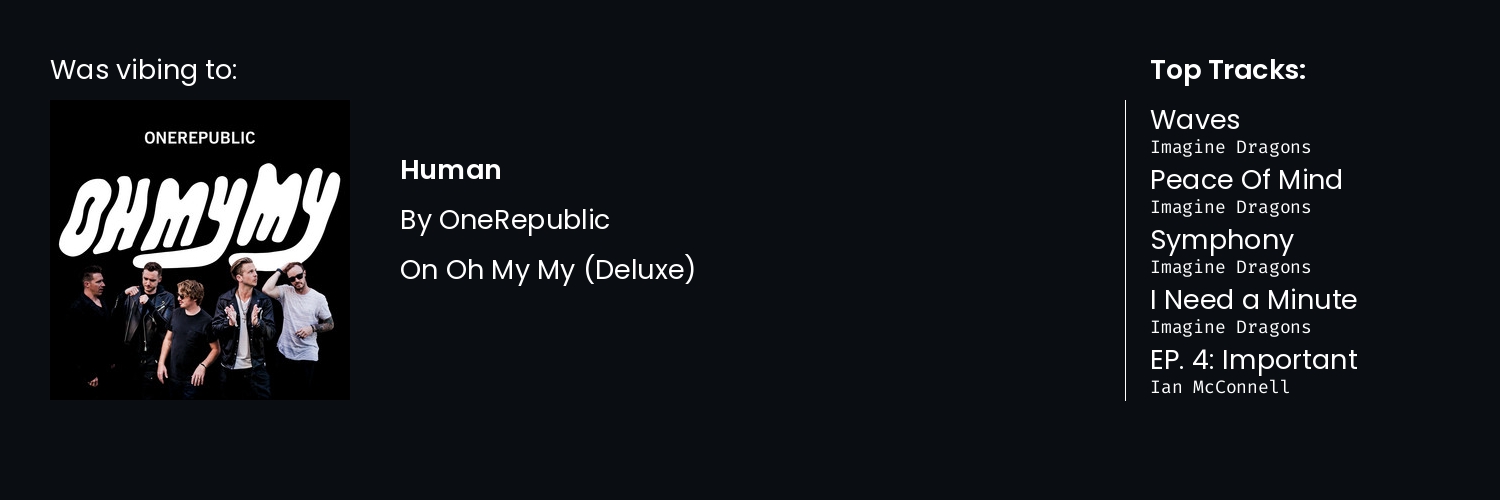 Was vibing to:
ONEREPUBLIC
OH MY MY
Human
By OneRepublic
On Oh My My (Deluxe)
Top Tracks:
Waves
Imagine Dragons
Peace Of Mind
Imagine Dragons
Symphony
Imagine Dragons
I Need a Minute
Imagine Dragons
EP. 4: Important
Ian McConnell